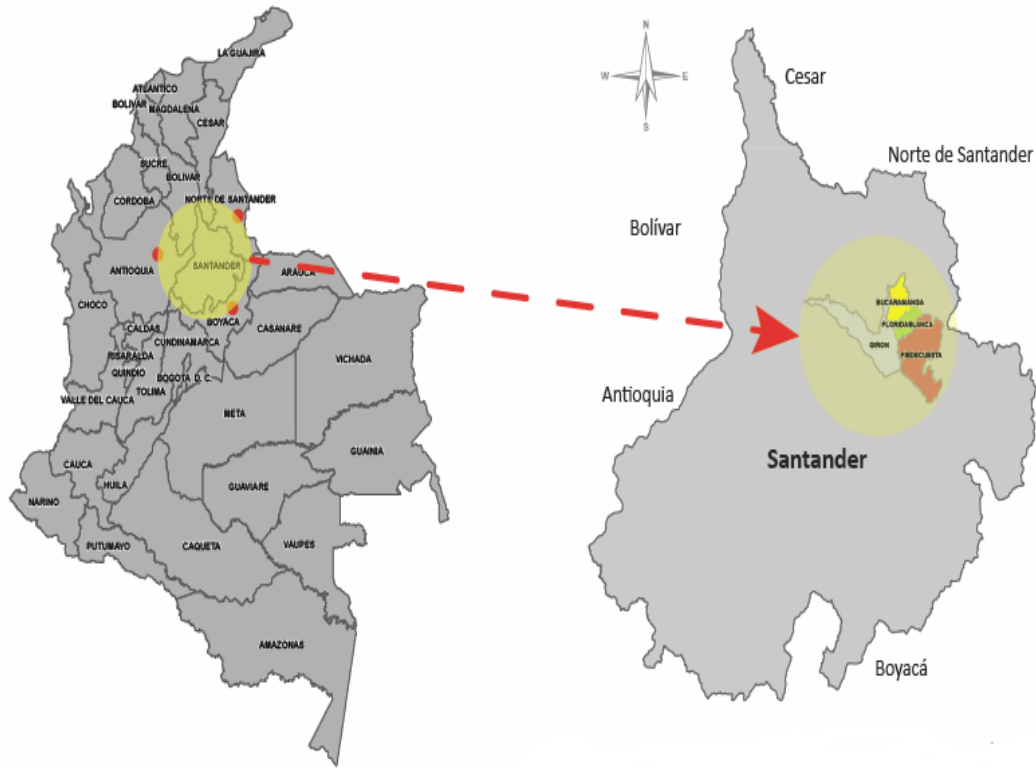 LA GUAJIRA
ATLANTICO
BOLIVAR
MAGDALENA
CESAR
SUCRE
BOLIVAR
CORDOBA
NORTE DE SANTANDER
SANTANDER
ANTIOQUIA
ARAUCA
CHOCO
BOYACA
CALDAS
CASANARE
CUNDINAMARCA
RISARALDA
VICHADA
QUINDIO
BOGOTA D. C.
TOLIMA
VALLE DEL CAUCA
META
GUAINIA
CAUCA
HUILA
GUAVIARE
NARINO
PUTUMAYO
CAQUETA
VAUPES
AMAZONAS
N
W
E
S
Cesar
Norte de Santander
Bolívar
BUCARAMANGA
FLORIDABLANCA
GIRON
PIEDECUESTA
Antioquia
Santander
Boyacá